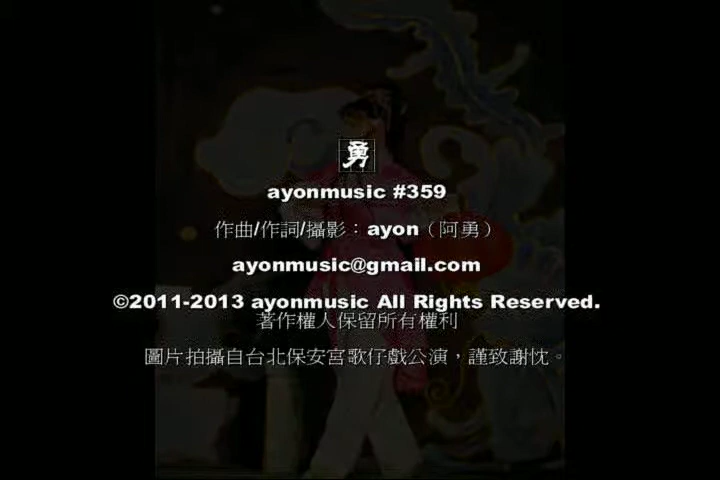 勇
ayonmusic #359
作曲/作詞/攝影：ayon（阿勇）
ayonmusic@gmail.com
©2011-2013 ayonmusic All Rights Reserved.
著作權人保留所有權利
圖片拍攝自台北保安宮歌仔戲公演，謹致謝忱。